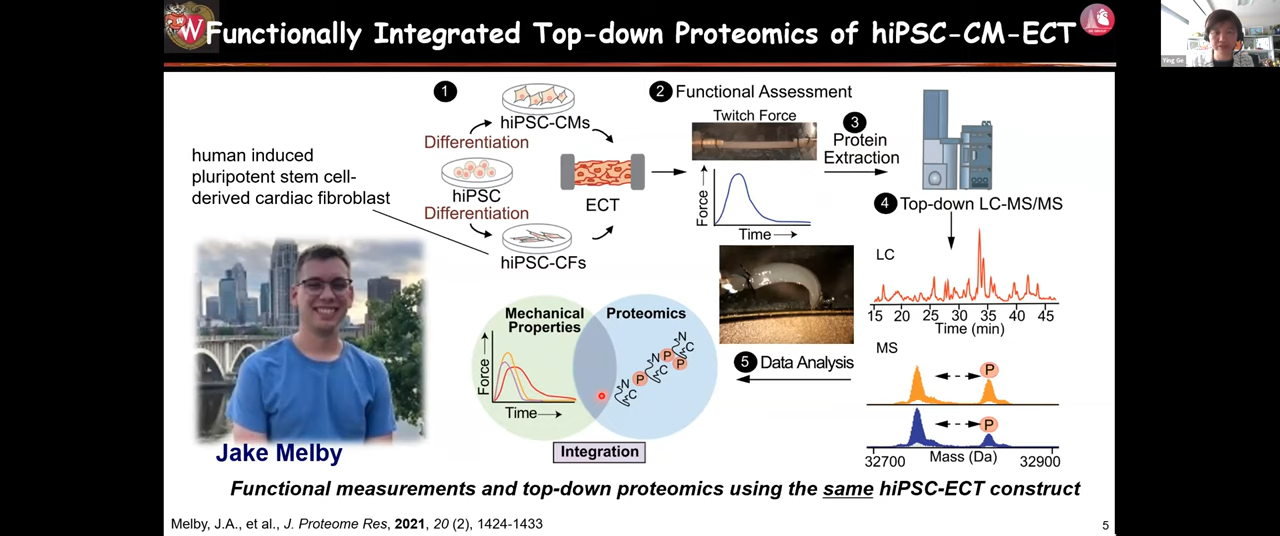 Functionally Integrated Top-down Proteomics of hiPSC-CM-ECT
W
Ying Ge
1
hiPSC-CMs
Differentiation
hiPSC
Differentiation
hiPSC-CFs
ECT
human induced
pluripotent stem cell-
derived cardiac fibroblast
2 Functional Assessment
Twitch Force
Force
Time
3
Protein
Extraction
4 Top-down LC-MS/MS
LC
15 20 25 30 35 40 45
Time (min)
MS
P
P
32700 Mass (Da) 32900
5 Data Analysis
Mechanical
Properties
Proteomics
Force
Time
N
C
P
N
C
P
N
C
P
Integration
Jake Melby
Functional measurements and top-down proteomics using the same hiPSC-ECT construct
Melby, J.A., et al., J. Proteome Res, 2021, 20 (2), 1424-1433
5